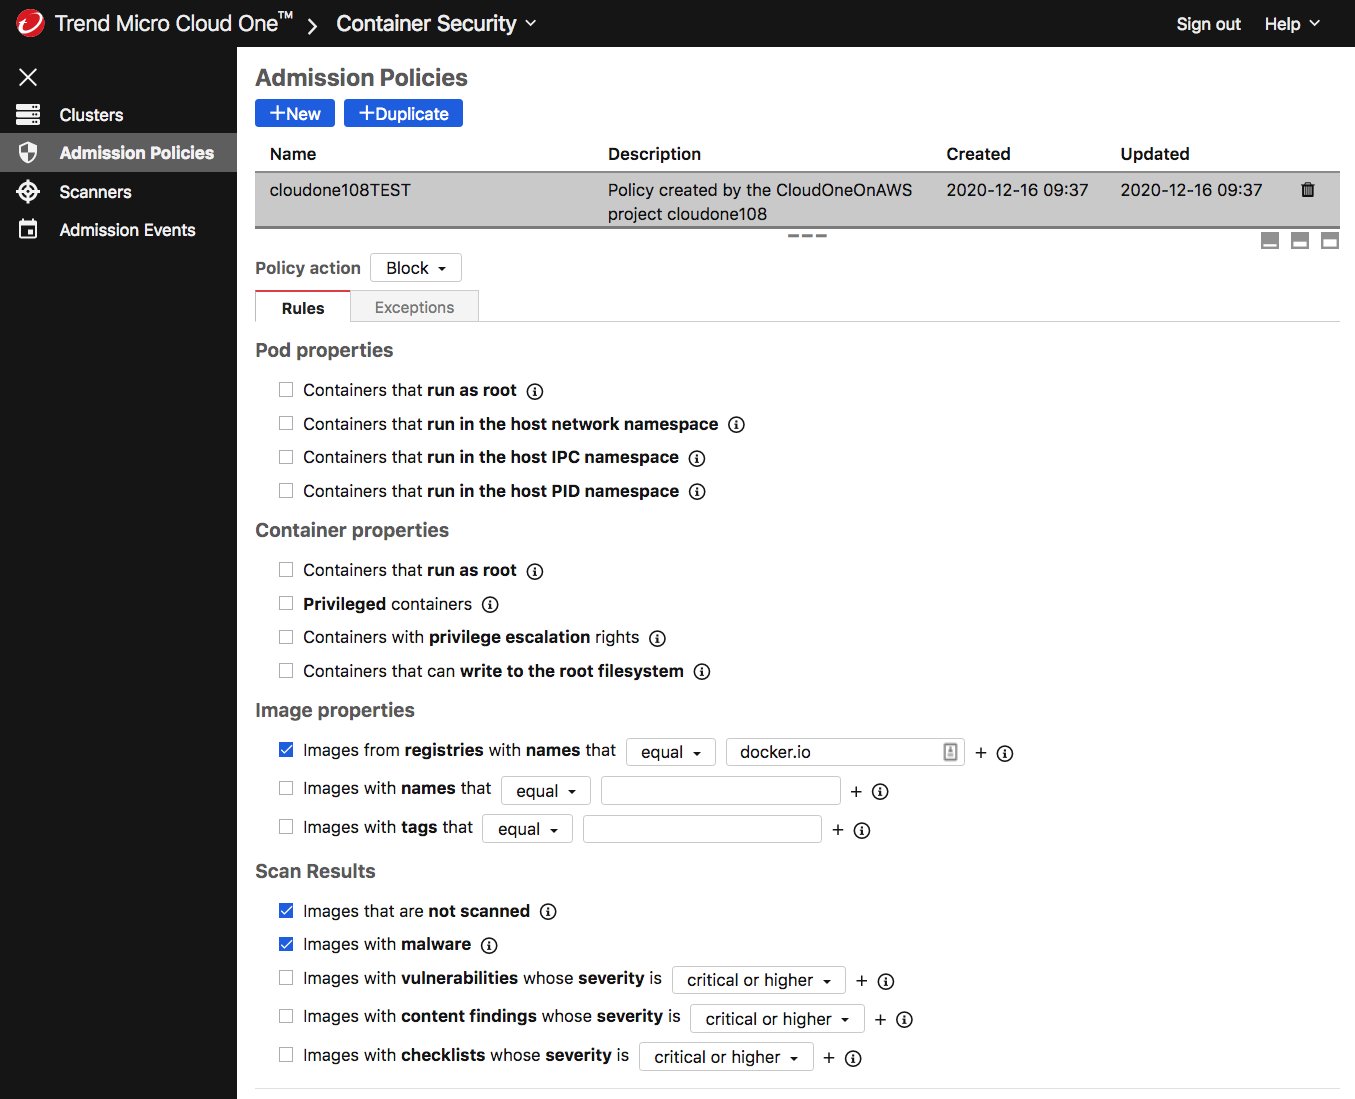 Trend Micro Cloud One™ Container Security Sign out Help
Clusters
Admission Policies
Scanners
Admission Events
Admission Policies
+New +Duplicate
Name Description Created Updated
cloudone108TEST Policy created by the CloudOneOnAWS 2020-12-16 09:37 2020-12-16 09:37
project cloudone108
Policy action Block
Rules Exceptions
Pod properties
Containers that run as root
Containers that run in the host network namespace
Containers that run in the host IPC namespace
Containers that run in the host PID namespace
Container properties
Containers that run as root
Privileged containers
Containers with privilege escalation rights
Containers that can write to the root filesystem
Image properties
Images from registries with names that equal docker.io +
Images with names that equal +
Images with tags that equal +
Scan Results
Images that are not scanned
Images with malware
Images with vulnerabilities whose severity is critical or higher +
Images with content findings whose severity is critical or higher +
Images with checklists whose severity is critical or higher +